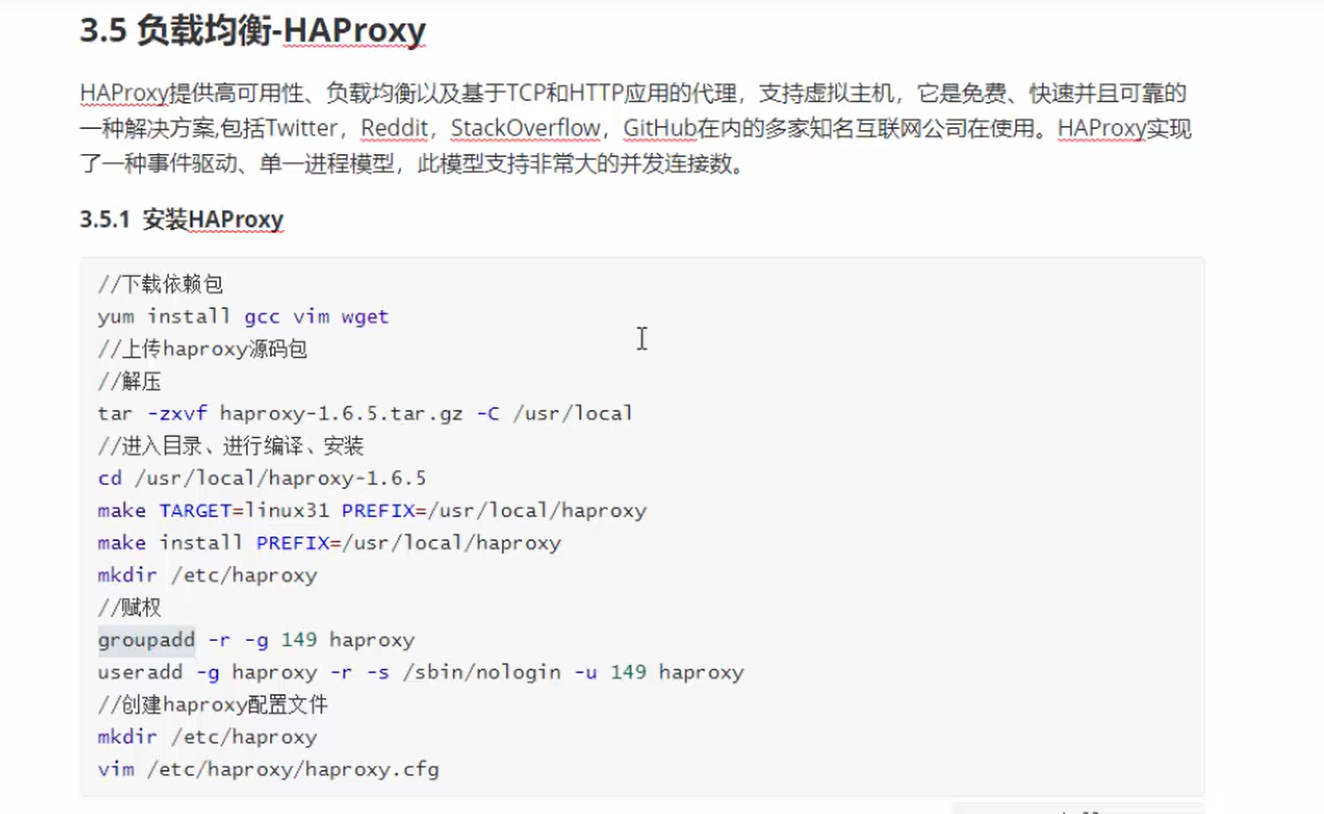 3.5 负载均衡-HAProxy
HAProxy提供高可用性、负载均衡以及基于TCP和HTTP应用的代理，支持虚拟主机，它是免费、快速并且可靠的
一种解决方案,包括Twitter，Reddit，StackOverflow，GitHub在内的多家知名互联网公司在使用。HAProxy实现
了一种事件驱动、单一进程模型，此模型支持非常大的并发连接数。
3.5.1 安装HAProxy
//下载依赖包
yum install gcc vim wget
//上传haproxy源码包
//解压
tar -zxvf haproxy-1.6.5.tar.gz -C /usr/local
//进入目录、进行编译、安装
cd /usr/local/haproxy-1.6.5
make TARGET=linux31 PREFIX=/usr/local/haproxy
make install PREFIX=/usr/local/haproxy
mkdir /etc/haproxy
//赋权
groupadd -r -g 149 haproxy
useradd -g haproxy -r -s /sbin/nologin -u 149 haproxy
//创建haproxy配置文件
mkdir /etc/haproxy
vim /etc/haproxy/haproxy.cfg